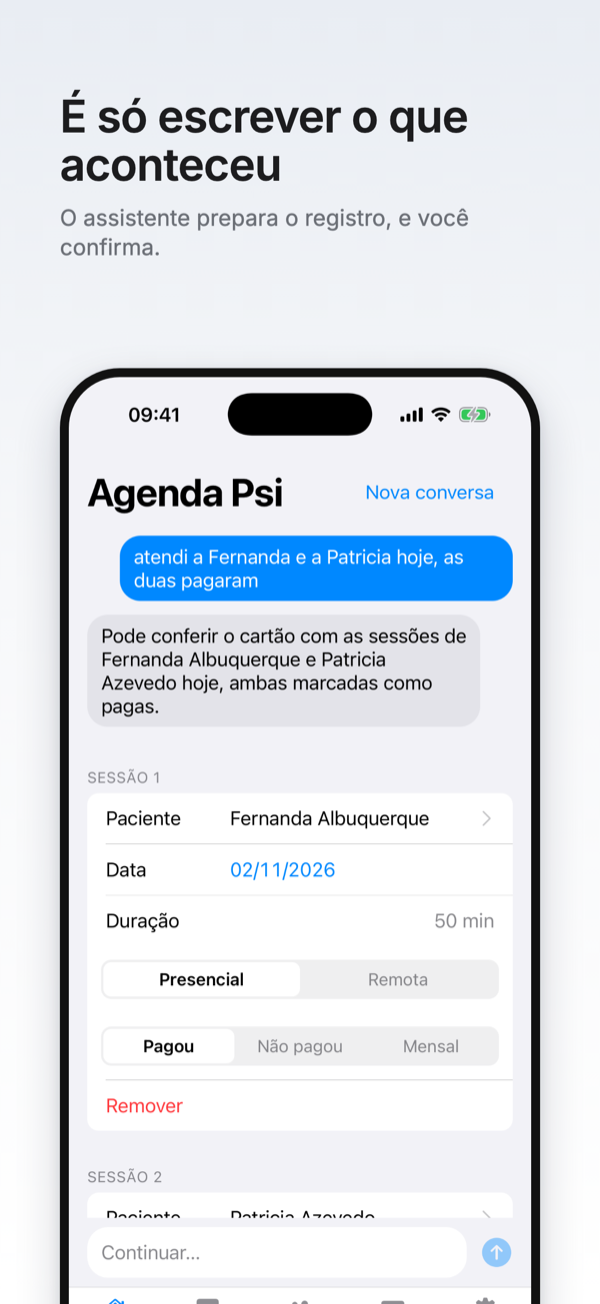 É só escrever o que
aconteceu
O assistente prepara o registro, e você
confirma.
09:41
Agenda Psi
Nova conversa
atendi a Fernanda e a Patricia hoje, as
duas pagaram
Pode conferir o cartão com as sessões de
Fernanda Albuquerque e Patricia
Azevedo hoje, ambas marcadas como
pagas.
SESSÃO 1
Paciente Fernanda Albuquerque
Data 02/11/2026
Duração 50 min
Presencial Remota
Pagou Não pagou Mensal
Remover
SESSÃO 2
Paciente Patricia Azevedo
Continuar...